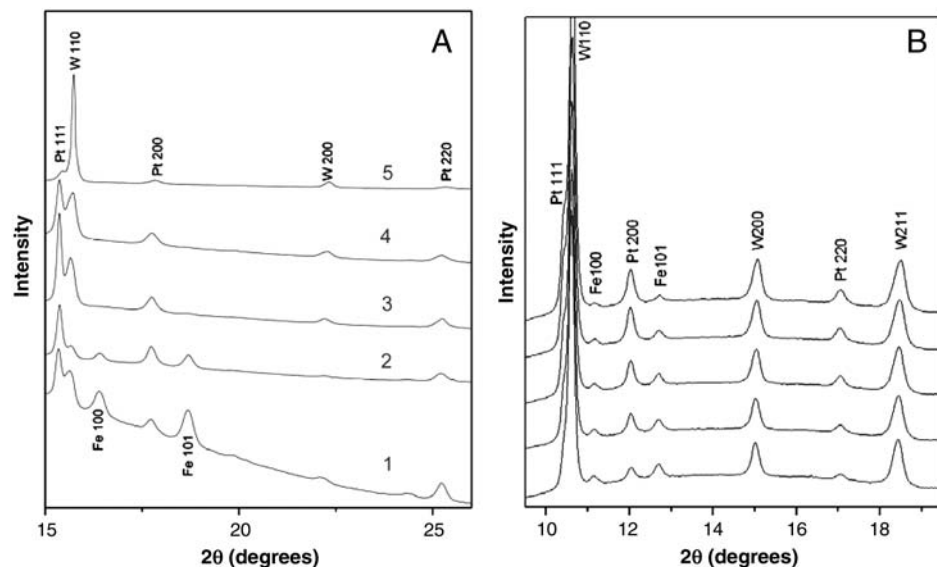 A
W 110
Pt 111
Pt 200
W 200
Pt 220
5
4
3
2
1
Fe 100
Fe 101
Intensity
15
20
25
2θ (degrees)
B
W110
Pt 111
Fe100
Pt 200
Fe101
W200
Pt 220
W211
Intensity
10
12
14
16
18
2θ (degrees)